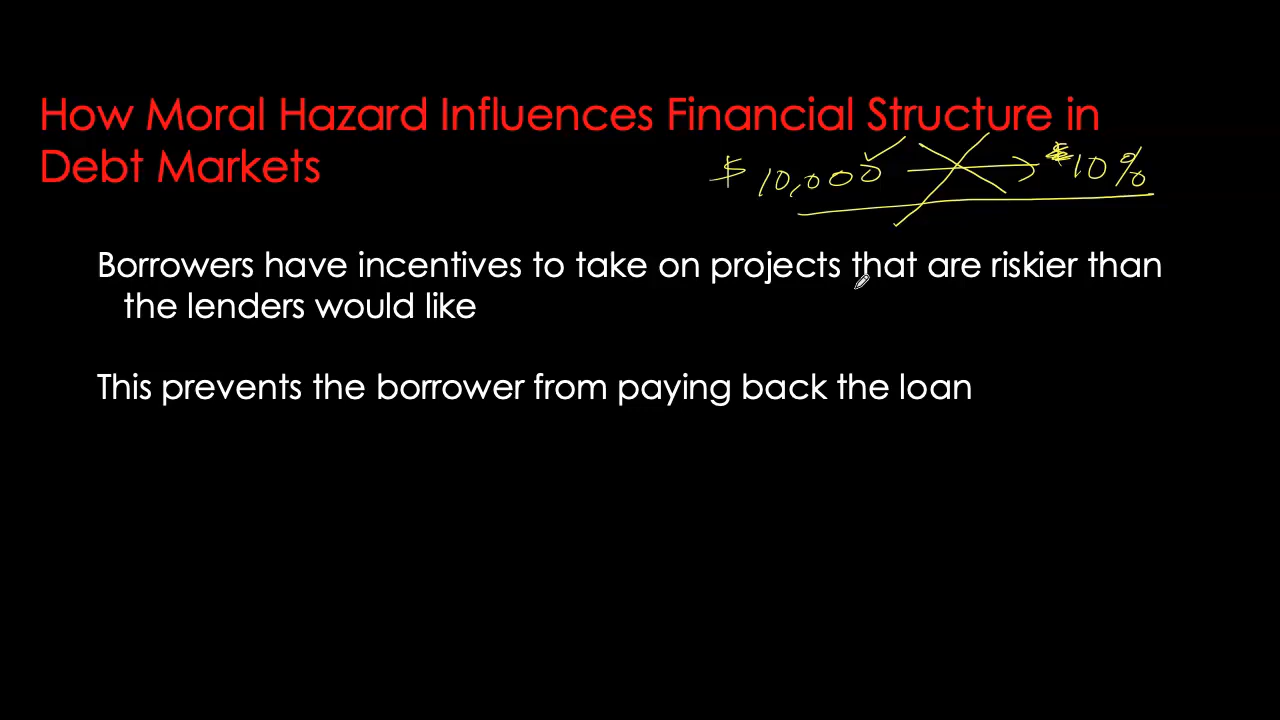 How Moral Hazard Influences Financial Structure in
Debt Markets
$ 10,000
10%
Borrowers have incentives to take on projects that are riskier than
the lenders would like
This prevents the borrower from paying back the loan